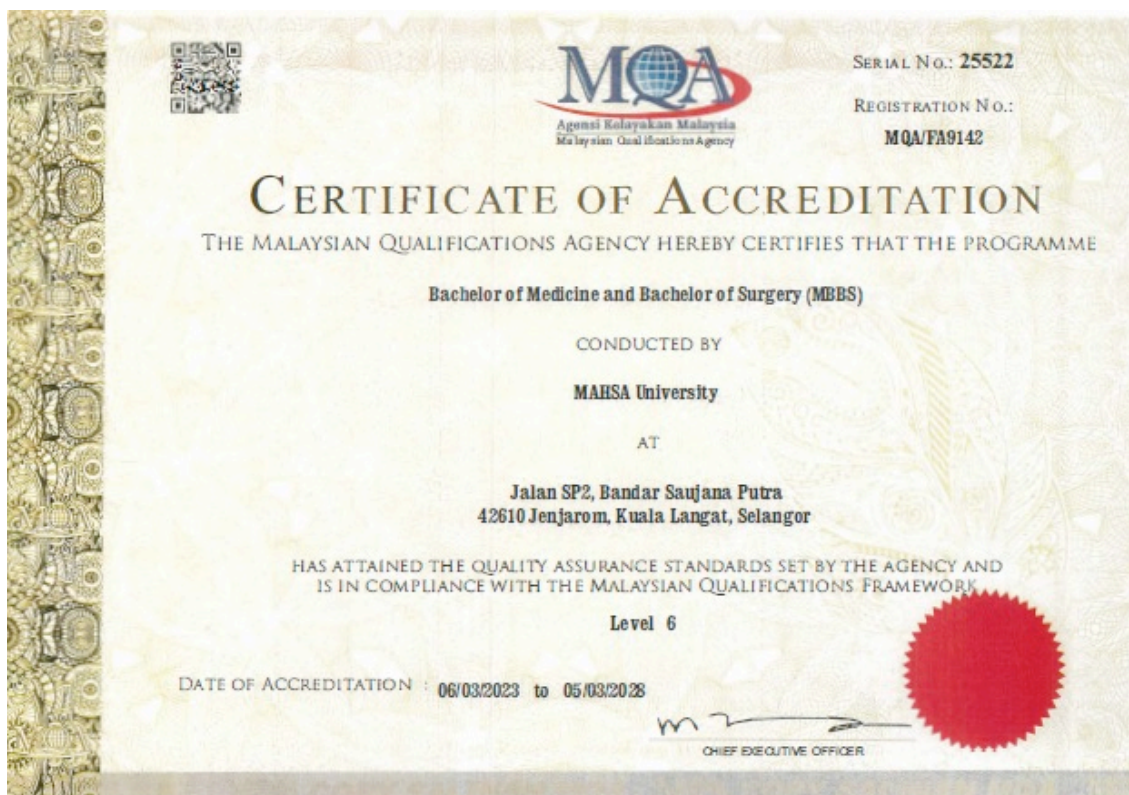 MQA
Agensi Kelayakan Malaysia
Malaysian Qualifications Agency
SERIAL NO.: 25522
REGISTRATION NO.:
MQA/FA9142
CERTIFICATE OF ACCREDITATION
THE MALAYSIAN QUALIFICATIONS AGENCY HEREBY CERTIFIES THAT THE PROGRAMME
Bachelor of Medicine and Bachelor of Surgery (MBBS)
CONDUCTED BY
MAHSA University
AT
Jalan SP2, Bandar Saujana Putra
42610 Jenjarom, Kuala Langat, Selangor
HAS ATTAINED THE QUALITY ASSURANCE STANDARDS SET BY THE AGENCY AND
IS IN COMPLIANCE WITH THE MALAYSIAN QUALIFICATIONS FRAMEWORK
Level 6
DATE OF ACCREDITATION : 06/03/2023 to 05/03/2028
CHIEF EXECUTIVE OFFICER